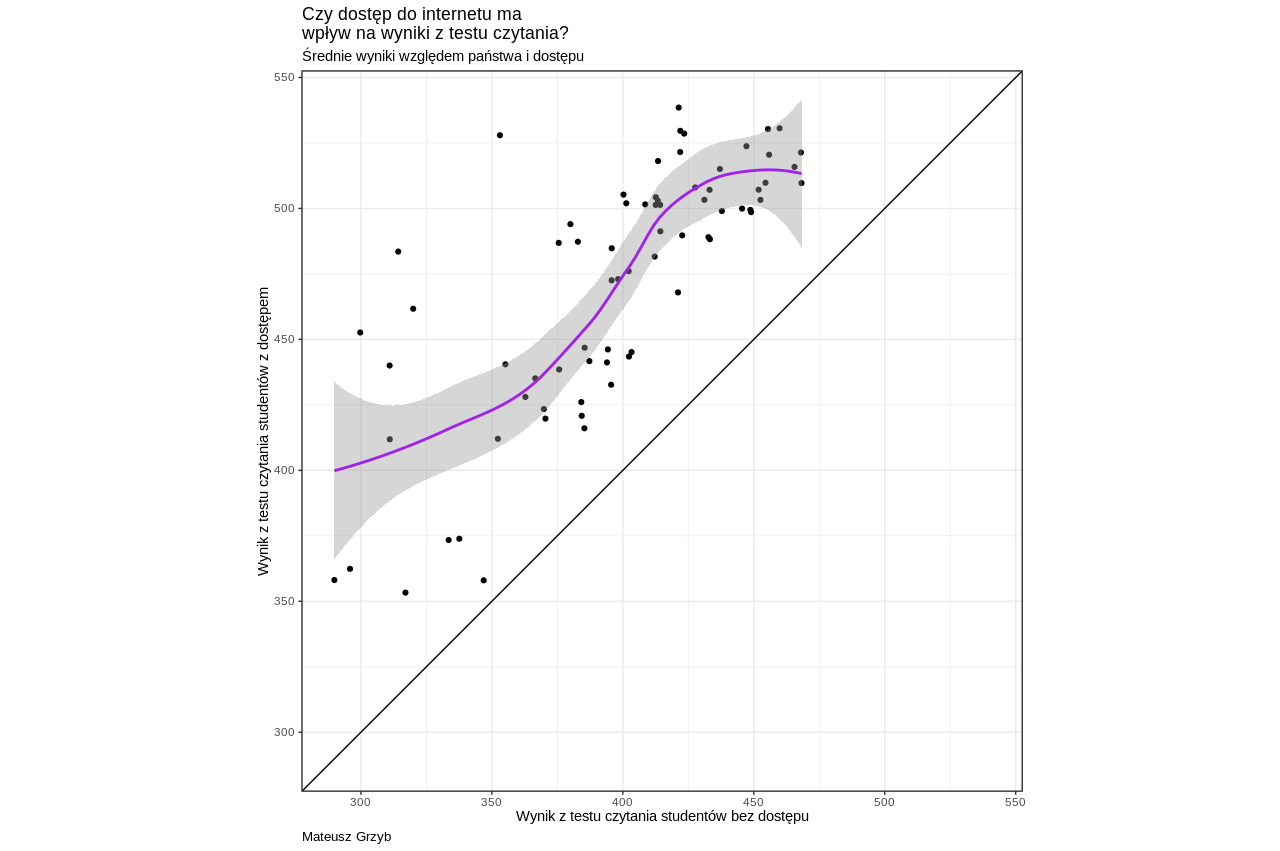 Czy dostęp do internetu ma
wpływ na wyniki z testu czytania?
Średnie wyniki względem państwa i dostępu
Wynik z testu czytania studentów z dostępem
550
500
450
400
350
300
300
350
400
450
500
550
Wynik z testu czytania studentów bez dostępu
Mateusz Grzyb